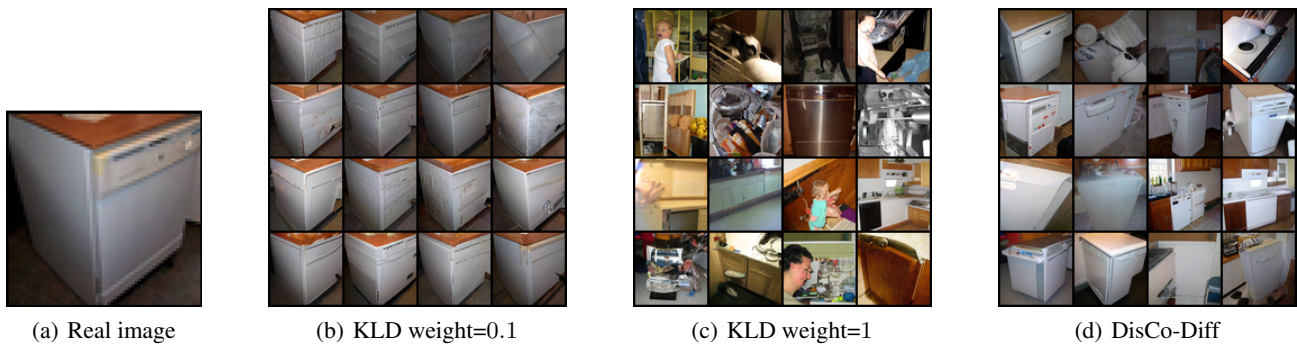 (a) Real image
(b) KLD weight=0.1
(c) KLD weight=1
(d) DisCo-Diff